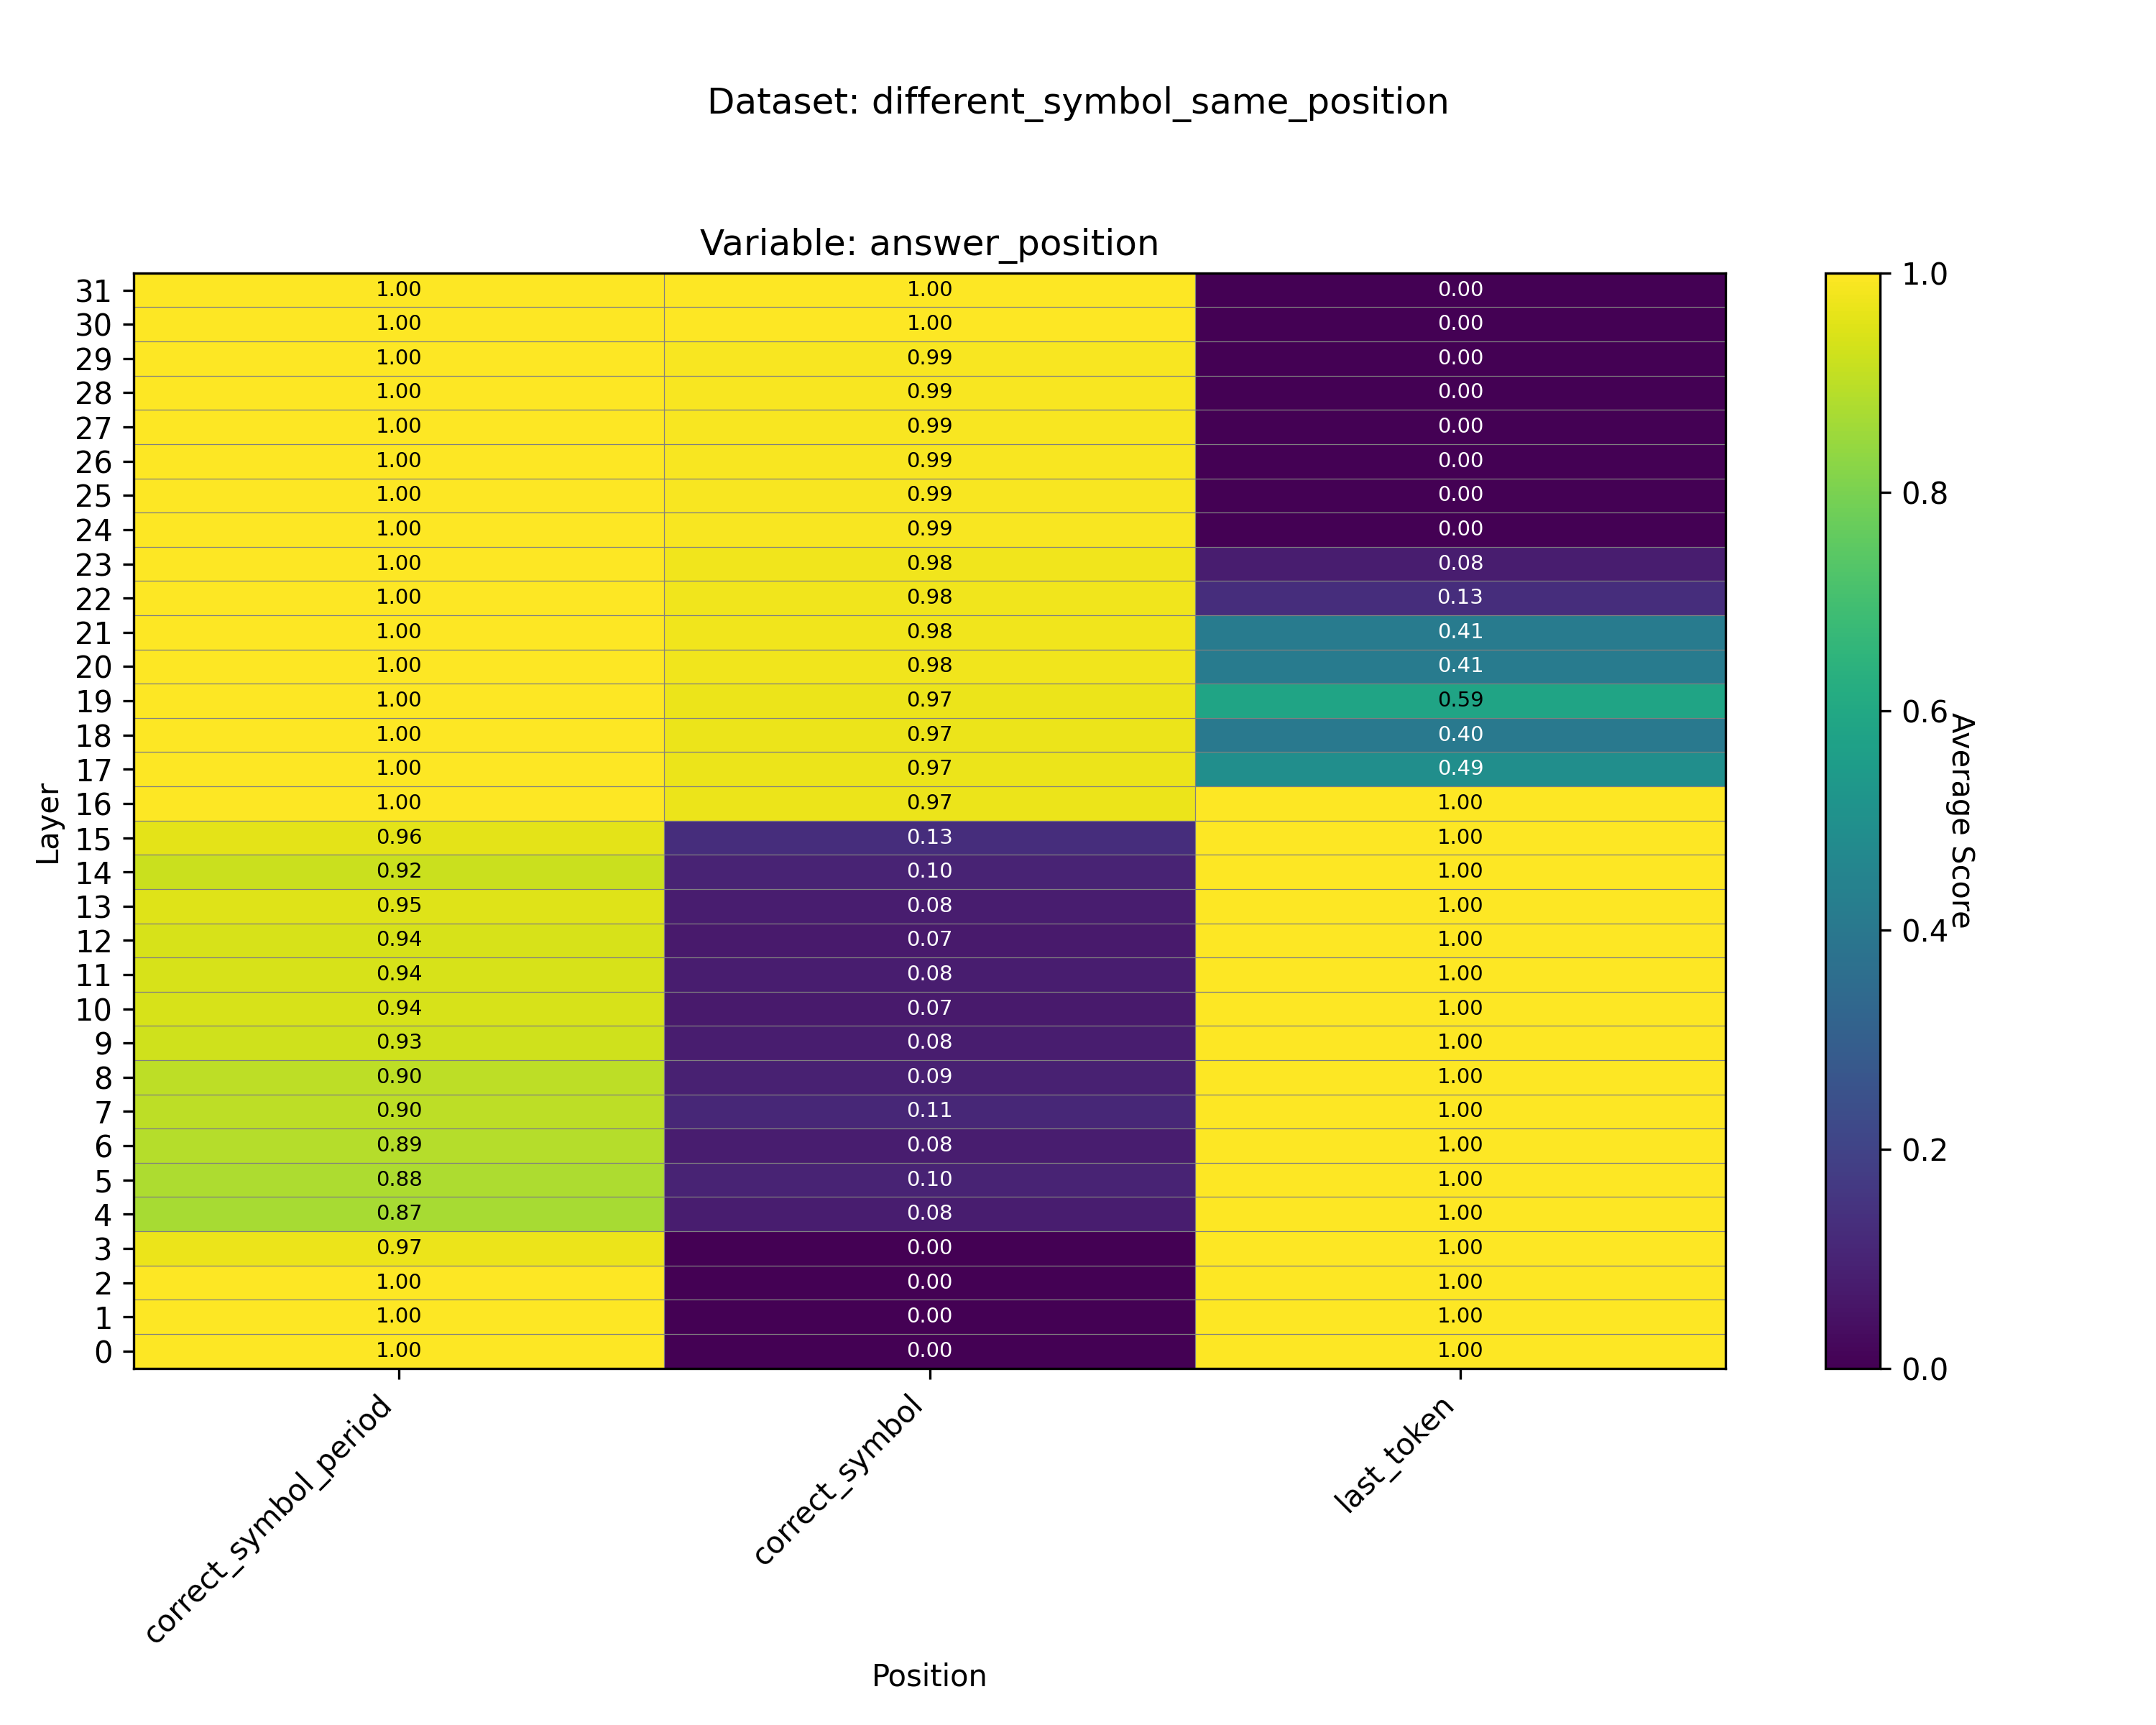 Dataset: different_symbol_same_position
Variable: answer_position
31 1.00 1.00 0.00
30 1.00 1.00 0.00
29 1.00 0.99 0.00
28 1.00 0.99 0.00
27 1.00 0.99 0.00
26 1.00 0.99 0.00
25 1.00 0.99 0.00
24 1.00 0.99 0.00
23 1.00 0.98 0.08
22 1.00 0.98 0.13
21 1.00 0.98 0.41
20 1.00 0.98 0.41
19 1.00 0.97 0.59
18 1.00 0.97 0.40
17 1.00 0.97 0.49
16 1.00 0.97 1.00
15 0.96 0.13 1.00
14 0.92 0.10 1.00
13 0.95 0.08 1.00
12 0.94 0.07 1.00
11 0.94 0.08 1.00
10 0.94 0.07 1.00
9 0.93 0.08 1.00
8 0.90 0.09 1.00
7 0.90 0.11 1.00
6 0.89 0.08 1.00
5 0.88 0.10 1.00
4 0.87 0.08 1.00
3 0.97 0.00 1.00
2 1.00 0.00 1.00
1 1.00 0.00 1.00
0 1.00 0.00 1.00
Layer
correct_symbol_period
correct_symbol
last_token
Position
1.0
0.8
0.6
0.4
0.2
0.0
Average Score